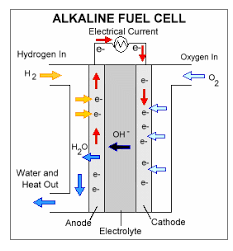 ALKALINE FUEL CELL
Electrical Current
Hydrogen In
e-
e-
Oxygen In
H2
e-
e-
O2
e-
e-
e-
e-
OH-
H2O
e-
e-
Water and
Heat Out
e-
e-
e-
e-
Anode
Cathode
Electrolyte